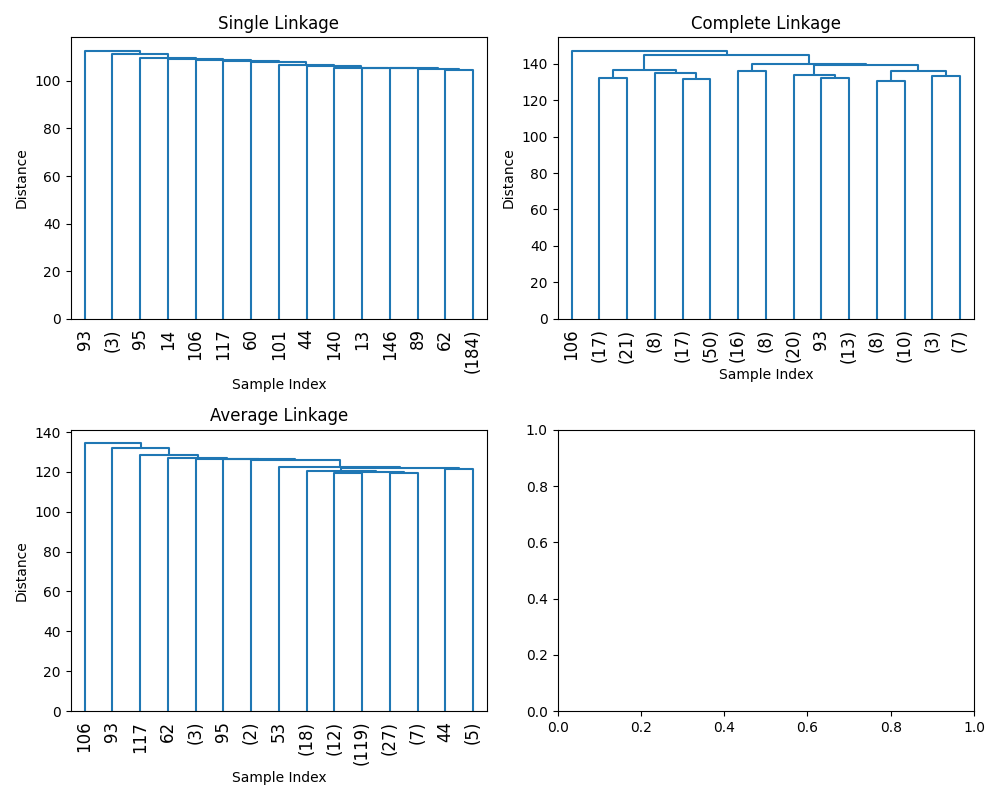 Single Linkage
Distance
100
80
60
40
20
0
93 (3) 95 14 106 117 60 101 44 140 13 146 89 62 (184)
Sample Index
Complete Linkage
Distance
140
120
100
80
60
40
20
0
106 (17) (21) (8) (17) (50) (16) (8) (20) 93 (13) (8) (10) (3) (7)
Sample Index
Average Linkage
Distance
140
120
100
80
60
40
20
0
106 93 117 62 (3) 95 (2) 53 (18) (12) (119) (27) (7) 44 (5)
Sample Index
1.0
0.8
0.6
0.4
0.2
0.0
0.0 0.2 0.4 0.6 0.8 1.0